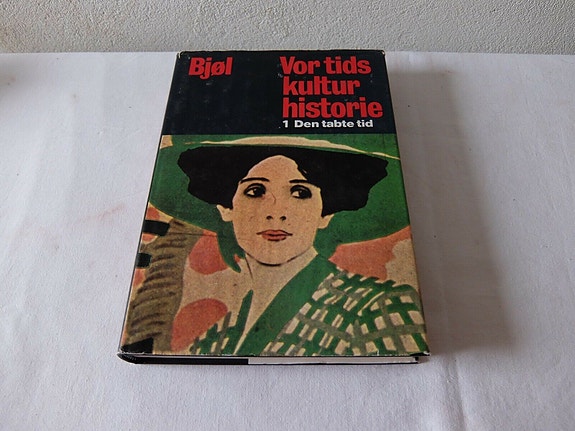 Bjøl
Vor tids
kultur
historie
1 Den tabte tid